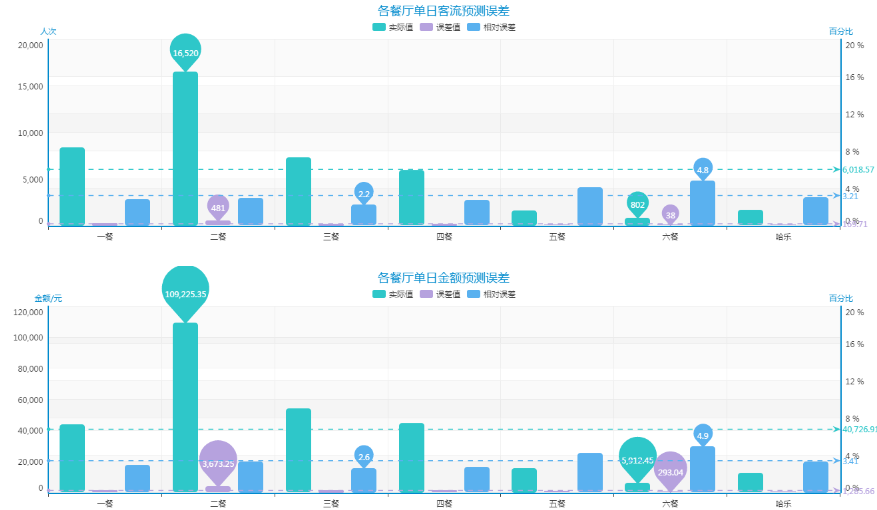 各餐厅单日客流预测误差
实际值 误差值 相对误差
人次 百分比
20,000 20 %
15,000 16 %
10,000 12 %
5,000 8 %
0 4 %
0 %
16,520
481
2.2
802
38
4.8
6,018.57
3.21
一餐 二餐 三餐 四餐 五餐 六餐 哈乐
各餐厅单日金额预测误差
实际值 误差值 相对误差
金额/元 百分比
120,000 20 %
100,000 16 %
80,000 12 %
60,000 8 %
40,000 4 %
20,000 0 %
0
109,225.35
3,673.25
2.6
5,912.45
293.04
4.9
3.41
一餐 二餐 三餐 四餐 五餐 六餐 哈乐